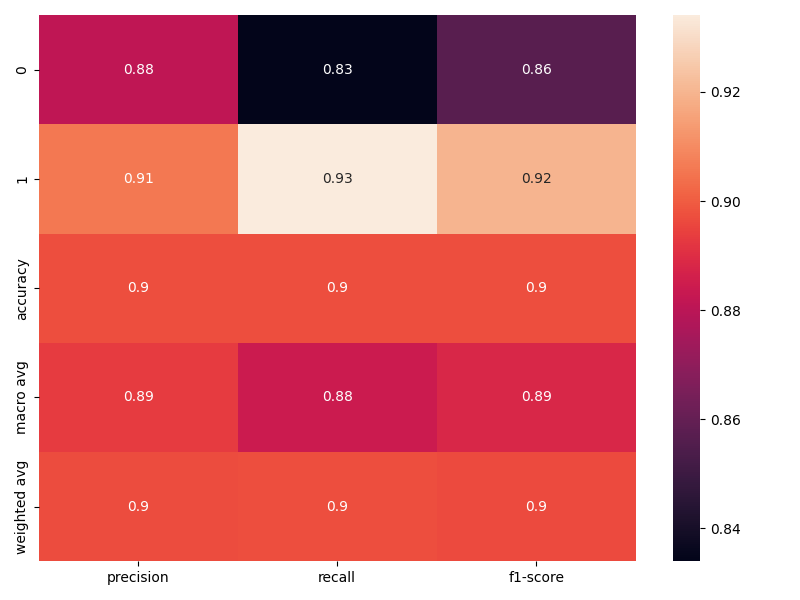 0 0.88 0.83 0.86
1 0.91 0.93 0.92
accuracy 0.9 0.9 0.9
macro avg 0.89 0.88 0.89
weighted avg 0.9 0.9 0.9
precision recall f1-score
0.92
0.90
0.88
0.86
0.84